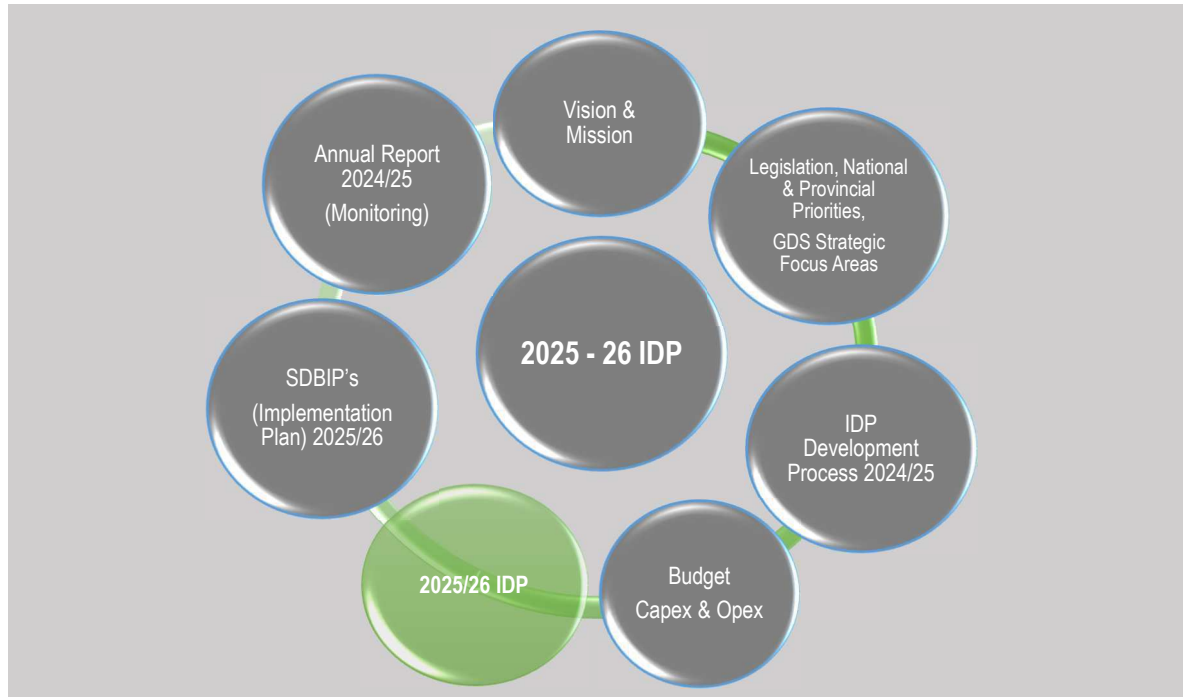 Vision &
Mission
Legislation, National
& Provincial
Priorities,
GDS Strategic
Focus Areas
IDP
Development
Process 2024/25
Budget
Capex & Opex
2025/26 IDP
SDBIP’s
(Implementation
Plan) 2025/26
Annual Report
2024/25
(Monitoring)
2025 - 26 IDP